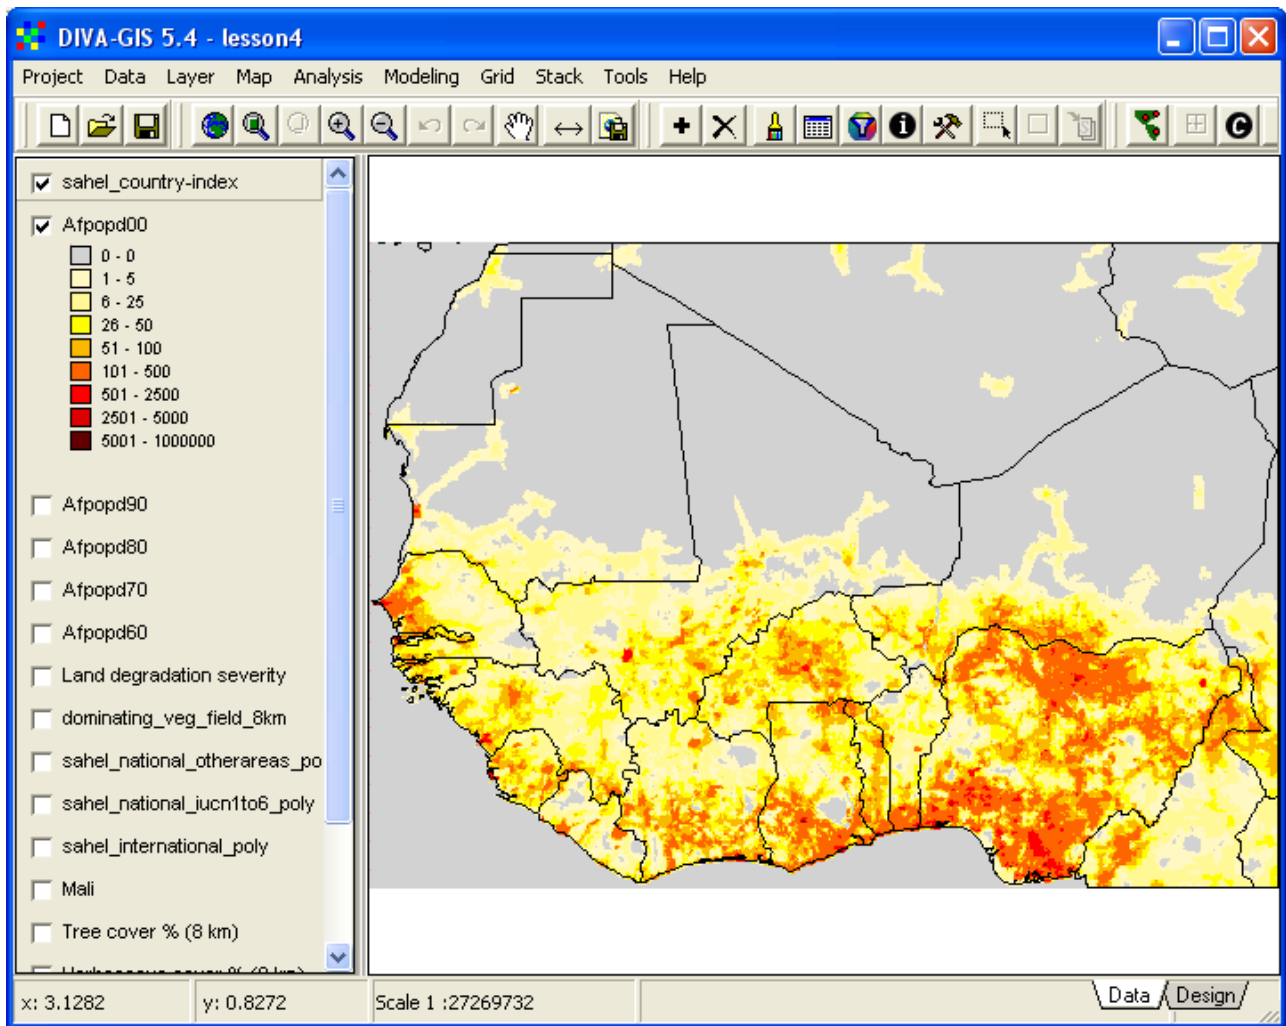 DIVA-GIS 5.4 - lesson4
Project Data Layer Map Analysis Modeling Grid Stack Tools Help
sahel_country-index
Afpopd00
0 - 0
1 - 5
6 - 25
26 - 50
51 - 100
101 - 500
501 - 2500
2501 - 5000
5001 - 1000000
Afpopd90
Afpopd80
Afpopd70
Afpopd60
Land degradation severity
dominating_veg_field_8km
sahel_national_otherareas_po
sahel_national_iucn1to6_poly
sahel_international_poly
Mali
Tree cover % (8 km)
x: 3.1282 y: 0.8272 Scale 1 :27269732 Data Design